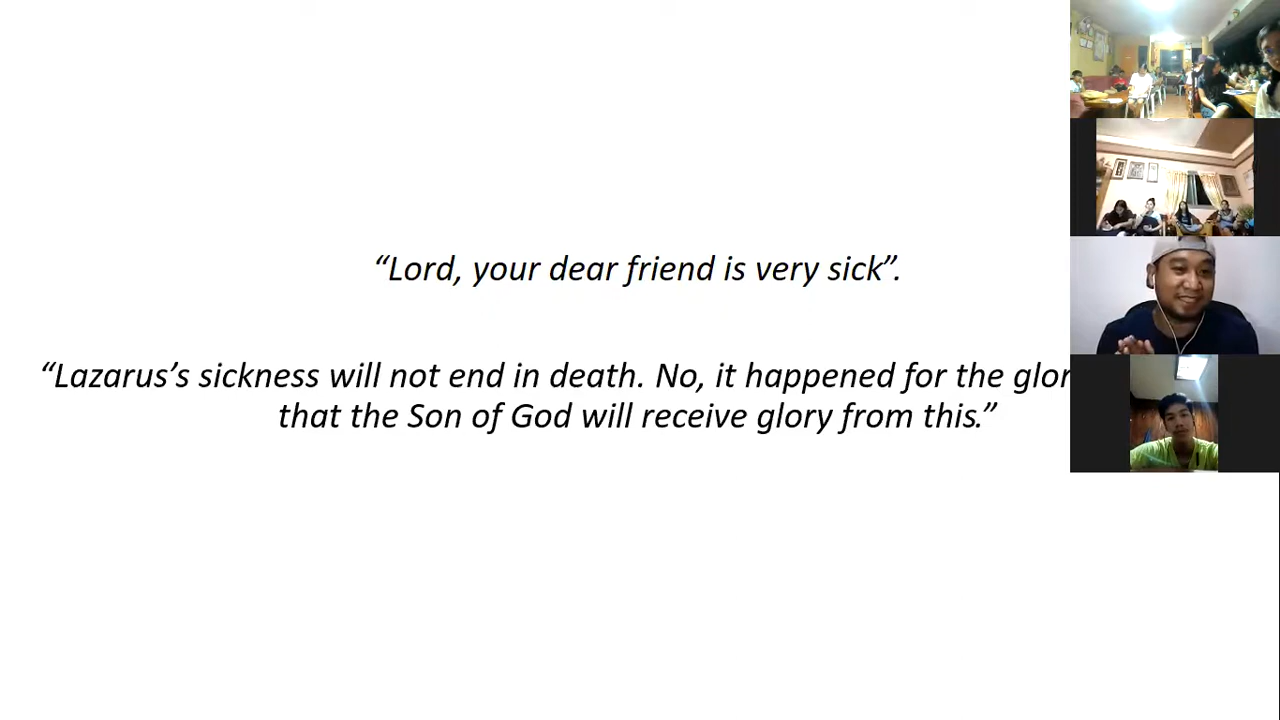 “Lord, your dear friend is very sick”.
“Lazarus’s sickness will not end in death. No, it happened for the glor
that the Son of God will receive glory from this.”